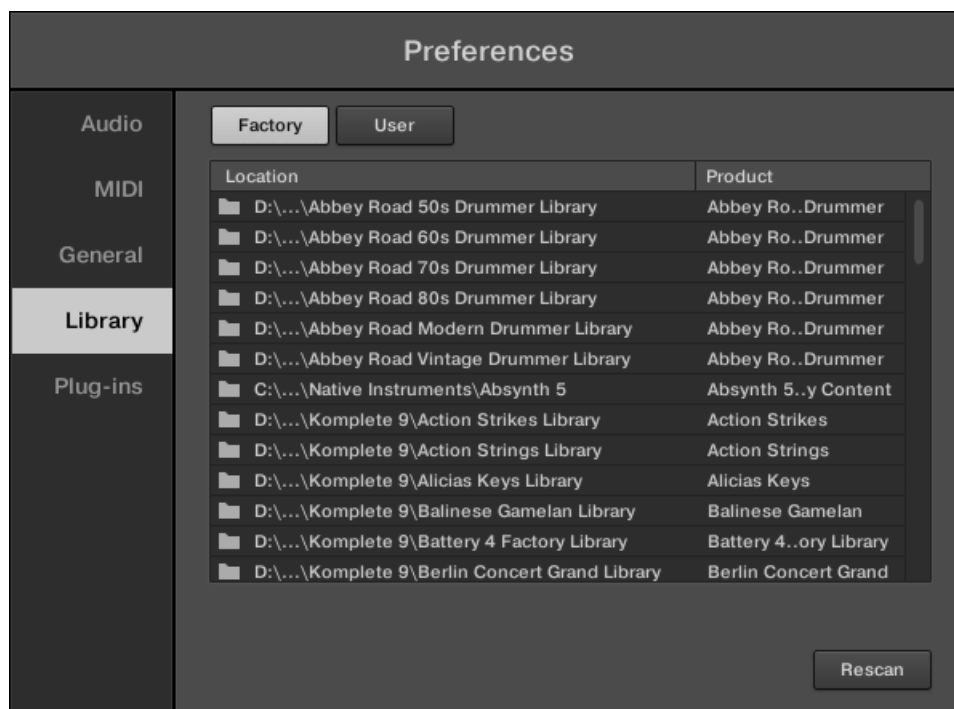 Preferences
Audio
MIDI
General
Library
Plug-ins
Factory User
Location Product
D:\...\Abbey Road 50s Drummer Library Abbey Ro..Drummer
D:\...\Abbey Road 60s Drummer Library Abbey Ro..Drummer
D:\...\Abbey Road 70s Drummer Library Abbey Ro..Drummer
D:\...\Abbey Road 80s Drummer Library Abbey Ro..Drummer
D:\...\Abbey Road Modern Drummer Library Abbey Ro..Drummer
D:\...\Abbey Road Vintage Drummer Library Abbey Ro..Drummer
C:\...\Native Instruments\Absynth 5 Absynth 5..y Content
D:\...\Komplete 9\Action Strikes Library Action Strikes
D:\...\Komplete 9\Action Strings Library Action Strings
D:\...\Komplete 9\Alicias Keys Library Alicias Keys
D:\...\Komplete 9\Balinese Gamelan Library Balinese Gamelan
D:\...\Komplete 9\Battery 4 Factory Library Battery 4..ory Library
D:\...\Komplete 9\Berlin Concert Grand Library Berlin Concert Grand
Rescan